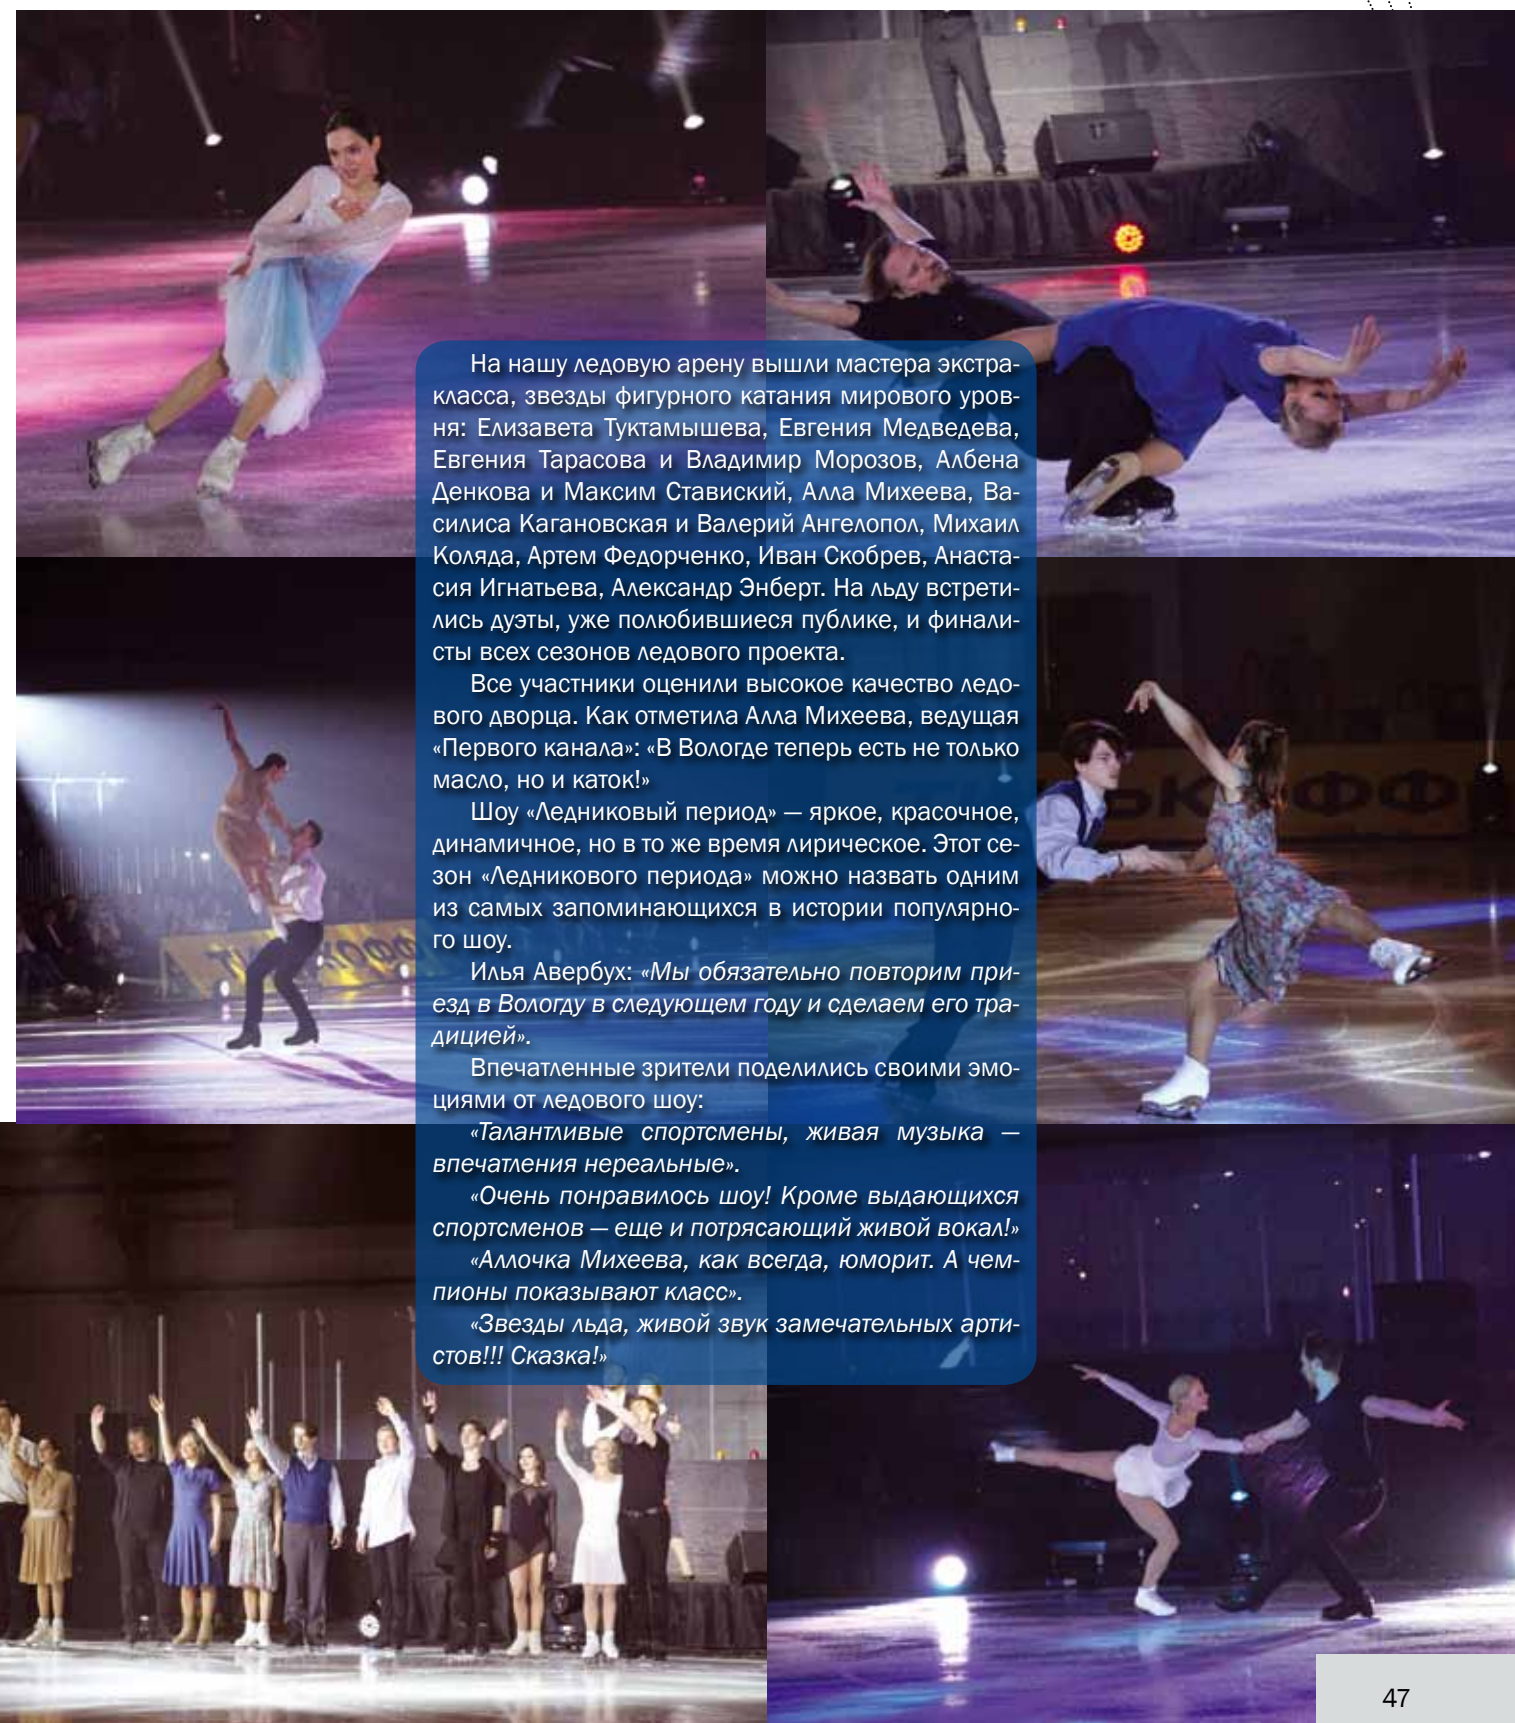 На нашу ледовую арену вышли мастера экстра-
класса, звезды фигурного катания мирового уров-
ня: Елизавета Туктамышева, Евгения Медведева,
Евгения Тарасова и Владимир Морозов, Албена
Денкова и Максим Ставиский, Алла Михеева, Ва-
силиса Кагановская и Валерий Ангелопол, Михаил
Коляда, Артем Федорченко, Иван Скобрев, Анаста-
сия Игнатьева, Александр Энберт. На льду встрети-
лись дуэты, уже полюбившиеся публике, и финали-
сты всех сезонов ледового проекта.
Все участники оценили высокое качество ледо-
вого дворца. Как отметила Алла Михеева, ведущая
«Первого канала»: «В Вологде теперь есть не только
масло, но и каток!»
Шоу «Ледниковый период» — яркое, красочное,
динамичное, но в то же время лирическое. Этот се-
зон «Ледникового периода» можно назвать одним
из самых запоминающихся в истории популярно-
го шоу.
Илья Авербух: «Мы обязательно повторим при-
езд в Вологду в следующем году и сделаем его тра-
дицией».
Впечатленные зрители поделились своими эмо-
циями от ледового шоу:
«Талантливые спортсмены, живая музыка —
впечатления нереальные».
«Очень понравилось шоу! Кроме выдающихся
спортсменов — еще и потрясающий живой вокал!»
«Аллочка Михеева, как всегда, юморит. А чем-
пионы показывают класс».
«Звезды льда, живой звук замечательных арти-
стов!!! Сказка!»
47